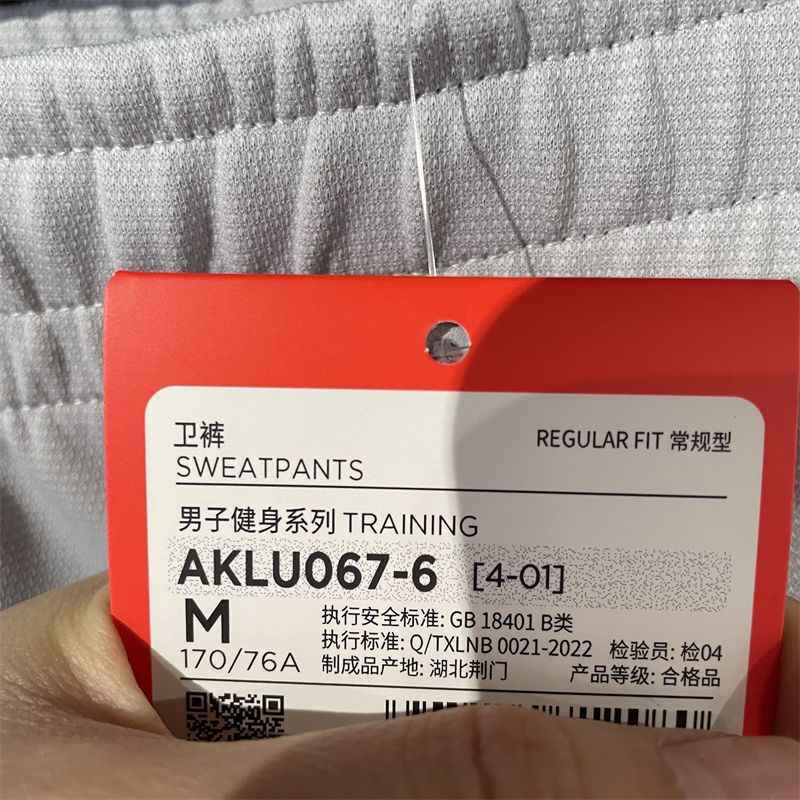 卫裤
REGULAR FIT 常规型
SWEATPANTS
男子健身系列 TRAINING
AKLU067-6 [4-01]
M
170/76A
执行安全标准: GB 18401 B类
执行标准: Q/TXLNB 0021-2022 检验员: 检04
制成品产地: 湖北荆门 产品等级: 合格品